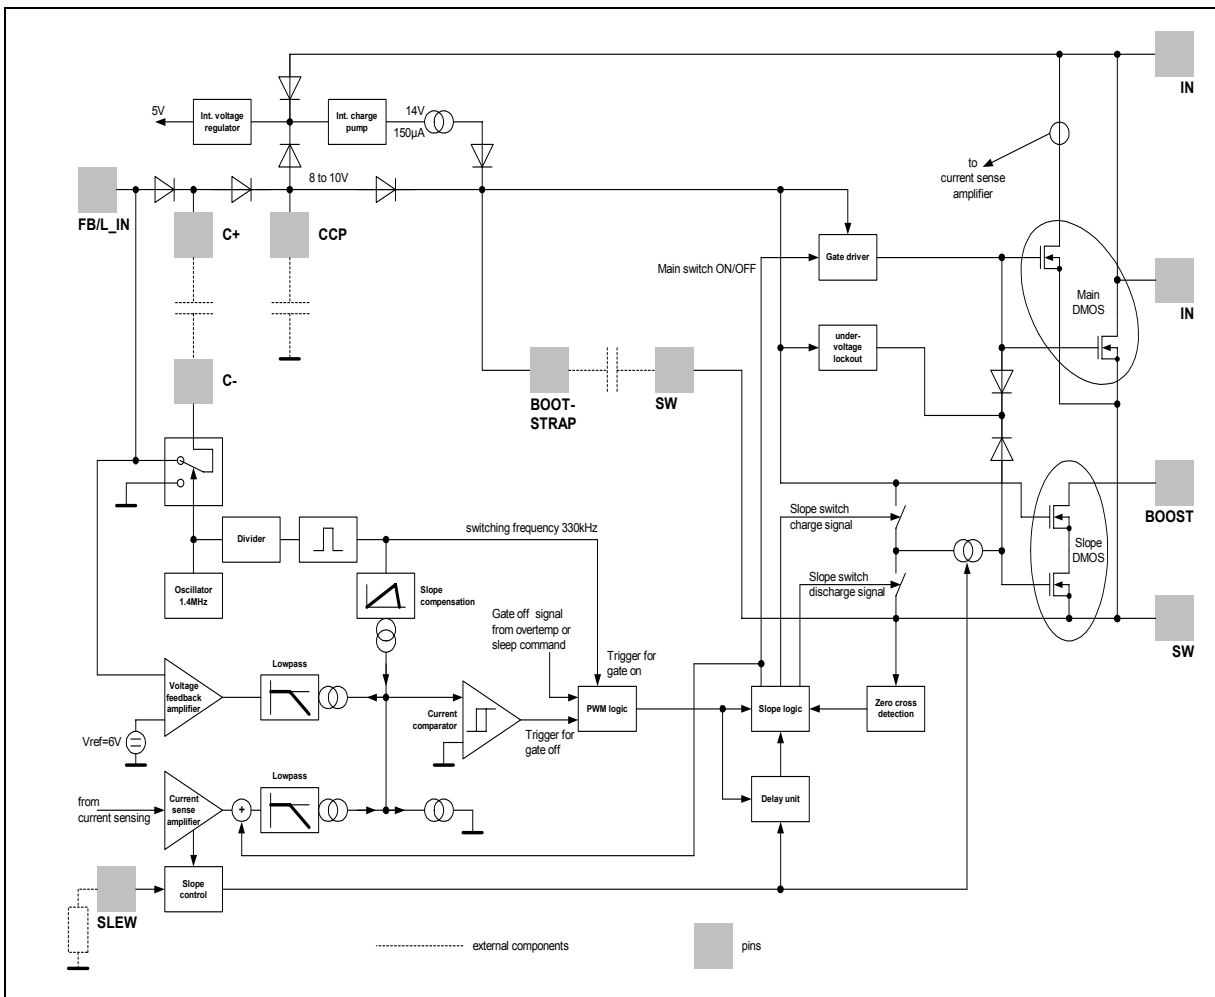 IN
5V
Int. voltage
regulator
Int. charge
pump
14V
150µA
to
current sense
amplifier
8 to 10V
FB/L_IN
C+
CCP
Main switch ON/OFF
Gate driver
Main
DMOS
IN
under-
voltage
lockout
C-
BOOT-
STRAP
SW
BOOST
Slope switch
charge signal
Slope
DMOS
Divider
switching frequency 330kHz
Oscillator
1.4MHz
Slope
compensation
Slope switch
discharge signal
Gate off signal
from overtemp or
sleep command
SW
Trigger for
gate on
Voltage
feedback
amplifier
Lowpass
Current
comparator
PWM logic
Slope logic
Zero cross
detection
Vref=6V
Trigger for
gate off
Lowpass
from
current sensing
Current
sense
amplifier
+
Delay unit
SLEW
Slope
control
external components
pins